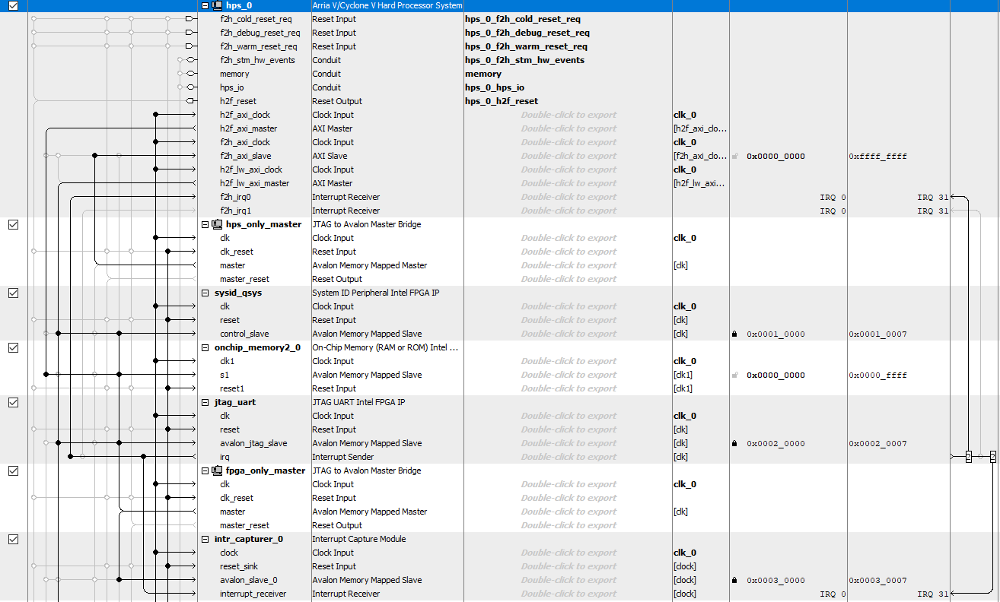 hps_0 Arria V/Cyclone V Hard Processor System
f2h_cold_reset_req Reset Input hps_0_f2h_cold_reset_req
f2h_debug_reset_req Reset Input hps_0_f2h_debug_reset_req
f2h_warm_reset_req Reset Input hps_0_f2h_warm_reset_req
f2h_stm_hw_events Conduit hps_0_f2h_stm_hw_events
memory Conduit memory
hps_io Conduit hps_0_hps_io
h2f_reset Reset Output hps_0_h2f_reset
h2f_axi_clock Clock Input Double-click to export clk_0
h2f_axi_master AXI Master Double-click to export [h2f_axi_clo...
f2h_axi_clock Clock Input Double-click to export clk_0
f2h_axi_slave AXI Slave Double-click to export [f2h_axi_clo... 0x0000_0000 0xffff_ffff
h2f_lw_axi_clock Clock Input Double-click to export clk_0
h2f_lw_axi_master AXI Master Double-click to export [h2f_lw_axi...
f2h_irq0 Interrupt Receiver Double-click to export IRQ 0 IRQ 31
f2h_irq1 Interrupt Receiver Double-click to export IRQ 0 IRQ 31
hps_only_master JTAG to Avalon Master Bridge
clk Clock Input Double-click to export clk_0
clk_reset Reset Input Double-click to export
master Avalon Memory Mapped Master Double-click to export [clk]
master_reset Reset Output Double-click to export
sysid_qsys System ID Peripheral Intel FPGA IP
clk Clock Input Double-click to export clk_0
reset Reset Input Double-click to export [clk]
control_slave Avalon Memory Mapped Slave Double-click to export [clk] 0x0001_0000 0x0001_0007
onchip_memory2_0 On-Chip Memory (RAM or ROM) Intel ...
clk1 Clock Input Double-click to export clk_0
s1 Avalon Memory Mapped Slave Double-click to export [clk1] 0x0000_0000 0x0000_ffff
reset1 Reset Input Double-click to export [clk1]
jtag_uart JTAG UART Intel FPGA IP
clk Clock Input Double-click to export clk_0
reset Reset Input Double-click to export [clk]
avalon_jtag_slave Avalon Memory Mapped Slave Double-click to export [clk] 0x0002_0000 0x0002_0007
irq Interrupt Sender Double-click to export [clk] 2 2
fpga_only_master JTAG to Avalon Master Bridge
clk Clock Input Double-click to export clk_0
clk_reset Reset Input Double-click to export
master Avalon Memory Mapped Master Double-click to export [clk]
master_reset Reset Output Double-click to export
intr_capturer_0 Interrupt Capture Module
clock Clock Input Double-click to export clk_0
reset_sink Reset Input Double-click to export [clock]
avalon_slave_0 Avalon Memory Mapped Slave Double-click to export [clock] 0x0003_0000 0x0003_0007
interrupt_receiver Interrupt Receiver Double-click to export [clock] IRQ 0 IRQ 31